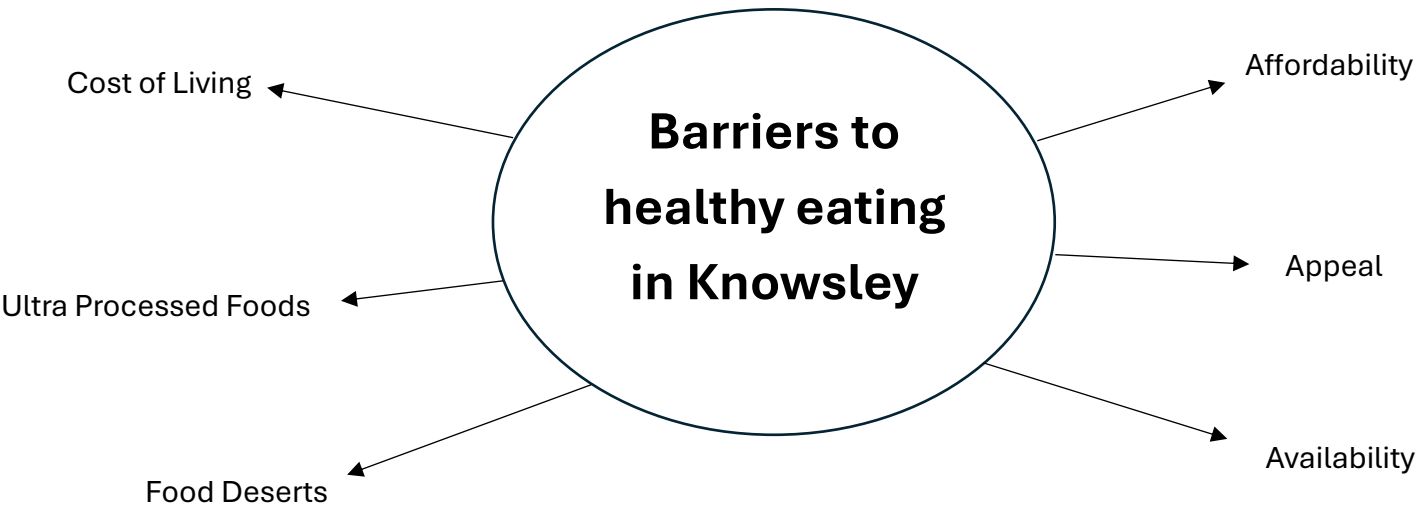 Affordability
Cost of Living
Barriers to
healthy eating
in Knowsley
Appeal
Ultra Processed Foods
Availability
Food Deserts